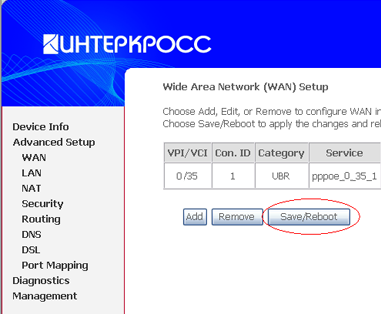 ИНТЕРКРОСС
Wide Area Network (WAN) Setup
Choose Add, Edit, or Remove to configure WAN in
Choose Save/Reboot to apply the changes and re
Device Info
Advanced Setup
WAN
LAN
NAT
Security
Routing
DNS
DSL
Port Mapping
Diagnostics
Management
VPI/VCI Con. ID Category Service
0/35 1 UBR pppoe_0_35_1
Add Remove Save/Reboot